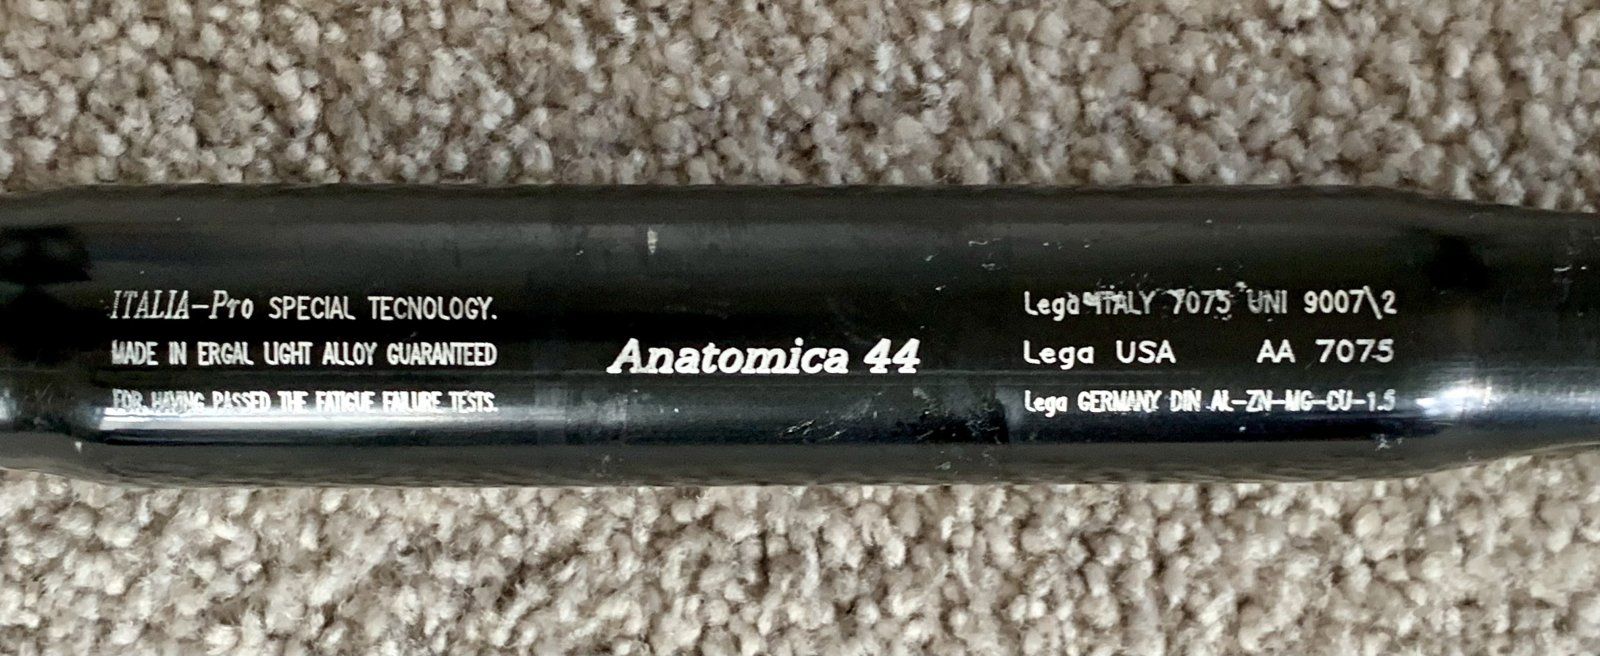 ITALIA-Pro SPECIAL TECNOLOGY.
MADE IN ERGAL LIGHT ALLOY GUARANTEED
FOR HAVING PASSED THE FATIGUE FAILURE TESTS.
Anatomica 44
Lega ITALY 7075 UNI 9007\2
Lega USA AA 7075
Lega GERMANY DIN AL-ZN-MG-CU-1.5